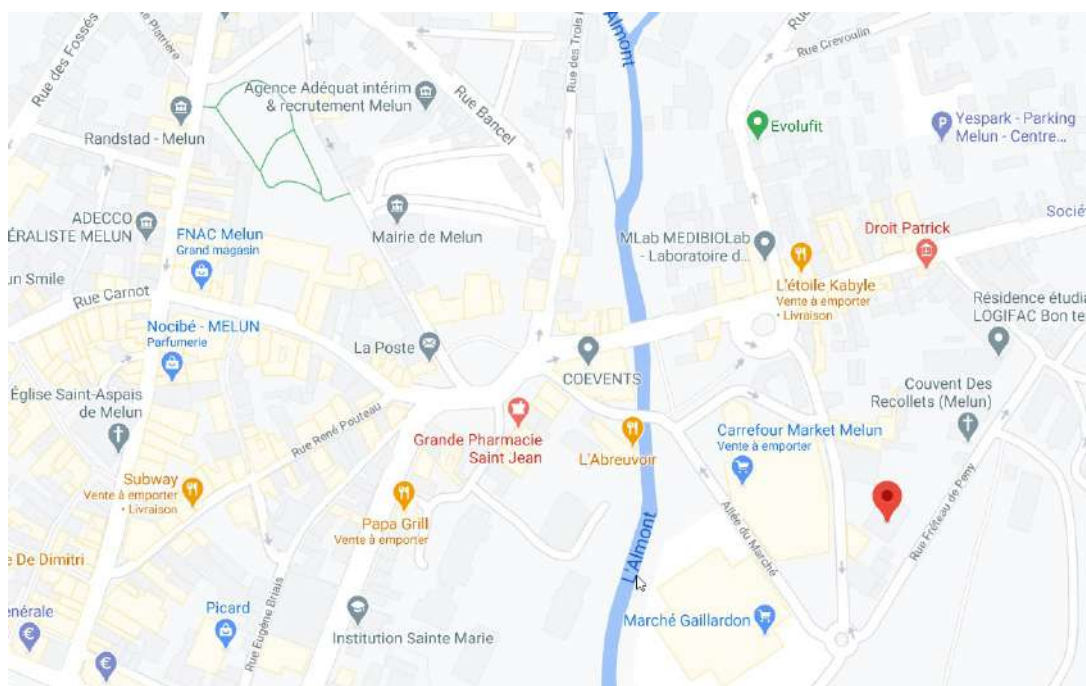 Rue des Fossés
Platrière
Agence Adéquat intérim
& recrutement Melun
Rue Bancel
Rue des Trois
L'Almont
Rue Crevoulin
Randstad - Melun
Evolufit
Yespark - Parking
Melun - Centre...
ADECCO
ÉRALISTE MELUN
FNAC Melun
Grand magasin
Mairie de Melun
MLab MEDIBIOLab
- Laboratoire d...
Droit Patrick
Socié
un Smile
Rue Carnot
L'étoile Kabyle
Vente à emporter
• Livraison
Résidence étudia
LOGIFAC Bon te
Nocibé - MELUN
Parfumerie
La Poste
COEVENTS
Église Saint-Aspais
de Melun
Rue René Pouteau
Grande Pharmacie
Saint Jean
L'Abreuvoir
Carrefour Market Melun
Vente à emporter
Couvent Des
Recollets (Melun)
Subway
Vente à emporter
• Livraison
Papa Grill
Vente à emporter
Allée du Marché
Rue Fréteau de Peny
e De Dimitri
L'Almont
énérale
Picard
Rue Eugène Briais
Institution Sainte Marie
Marché Gaillardon